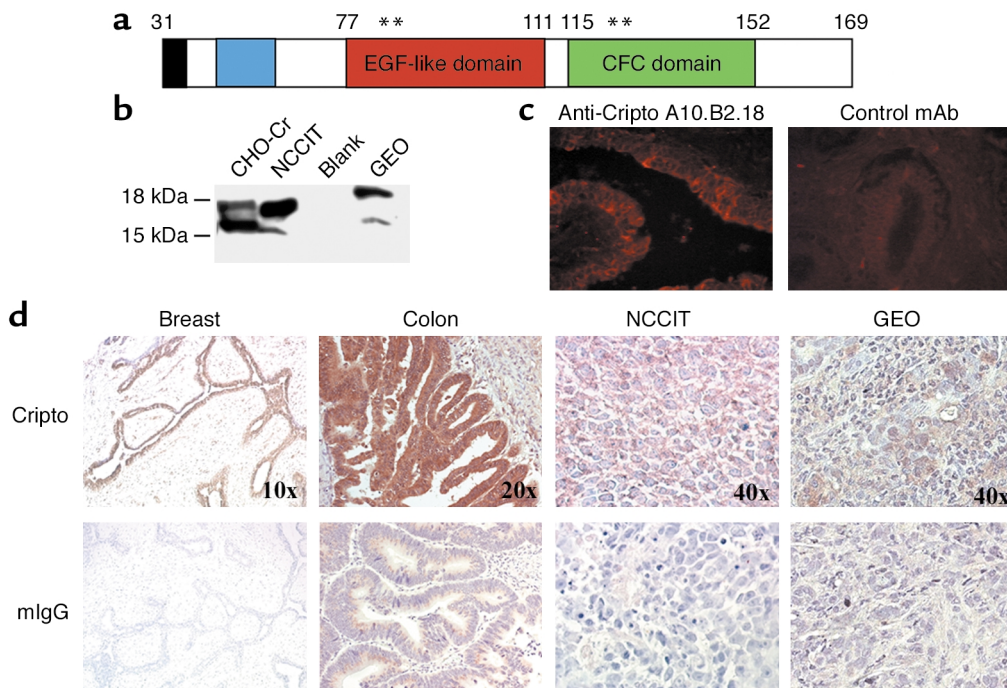 a
31 77 ** 111 115 ** 152 169
EGF-like domain CFC domain
b
CHO-Cr NCCIT Blank GEO
18 kDa
15 kDa
c
Anti-Cripto A10.B2.18 Control mAb
d
Breast Colon NCCIT GEO
Cripto
10x 20x 40x 40x
mIgG